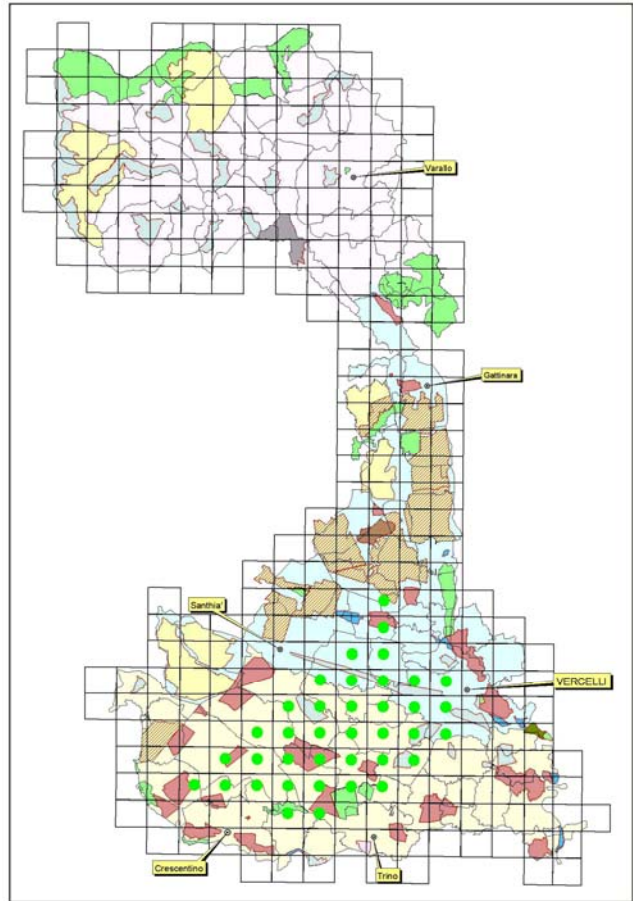 Varallo
Gattinara
Santhia'
VERCELLI
Crescentino
Trino